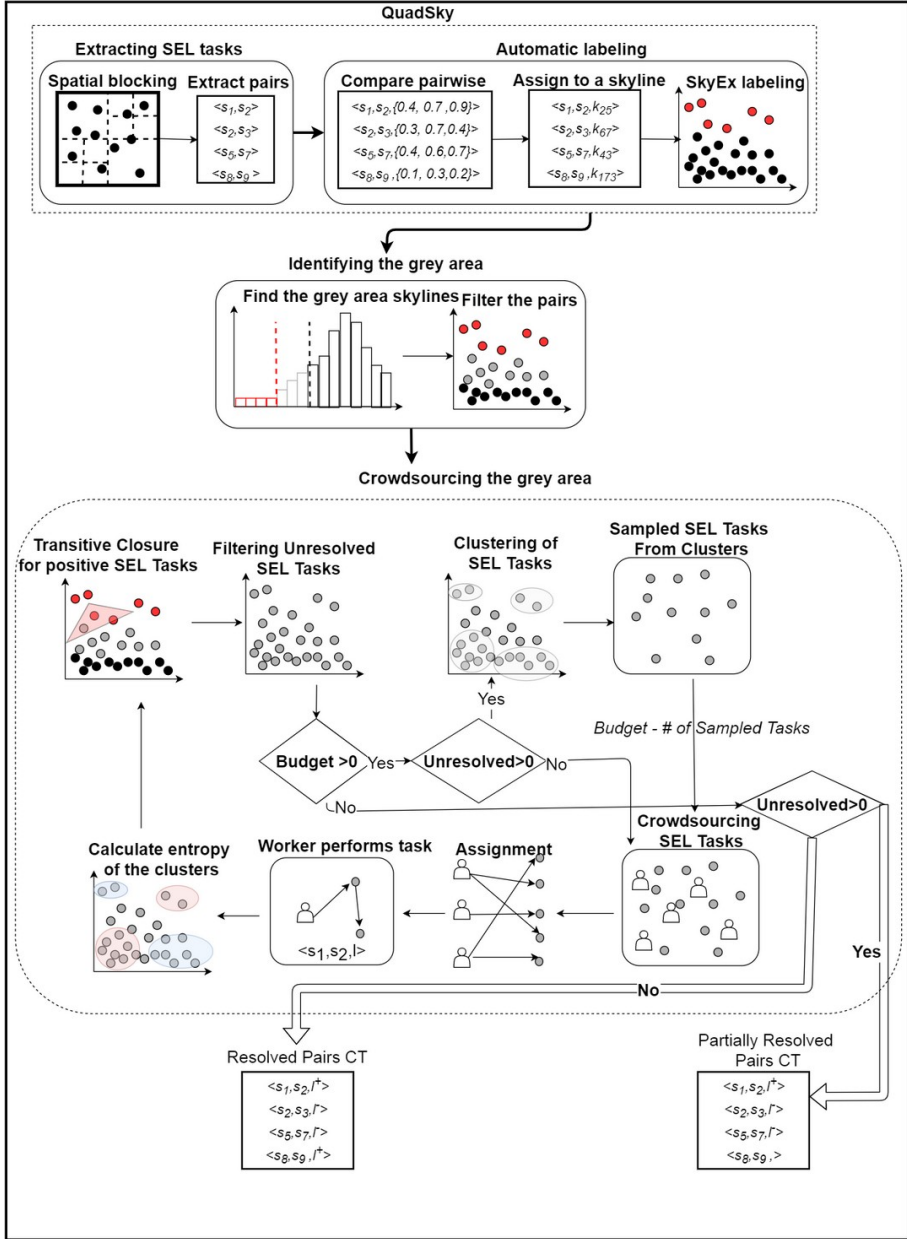 QuadSky
Extracting SEL tasks
Automatic labeling
Spatial blocking
Extract pairs
<s1,s2>
<s2,s3>
<s5,s7>
<s8,s9>
Compare pairwise
<s1,s2,{0.4, 0.7,0.9}>
<s2,s3,{0.3, 0.7,0.4}>
<s5,s7,{0.4, 0.6,0.7}>
<s8,s9,{0.1, 0.3,0.2}>
Assign to a skyline
<s1,s2,k25>
<s2,s3,k67>
<s5,s7,k43>
<s8,s9,k173>
SkyEx labeling
Identifying the grey area
Find the grey area skylines
Filter the pairs
Crowdsourcing the grey area
Transitive Closure
for positive SEL Tasks
Filtering Unresolved
SEL Tasks
Clustering of
SEL Tasks
Sampled SEL Tasks
From Clusters
Yes
Budget - # of Sampled Tasks
Budget >0
Yes
Unresolved>0
No
No
Unresolved>0
Calculate entropy
of the clusters
Worker performs task
<s1,s2,l>
Assignment
Crowdsourcing
SEL Tasks
Yes
No
Resolved Pairs CT
<s1,s2,l+>
<s2,s3,l->
<s5,s7,l->
<s8,s9,l+>
Partially Resolved
Pairs CT
<s1,s2,l+>
<s2,s3,l->
<s5,s7,l->
<s8,s9,>